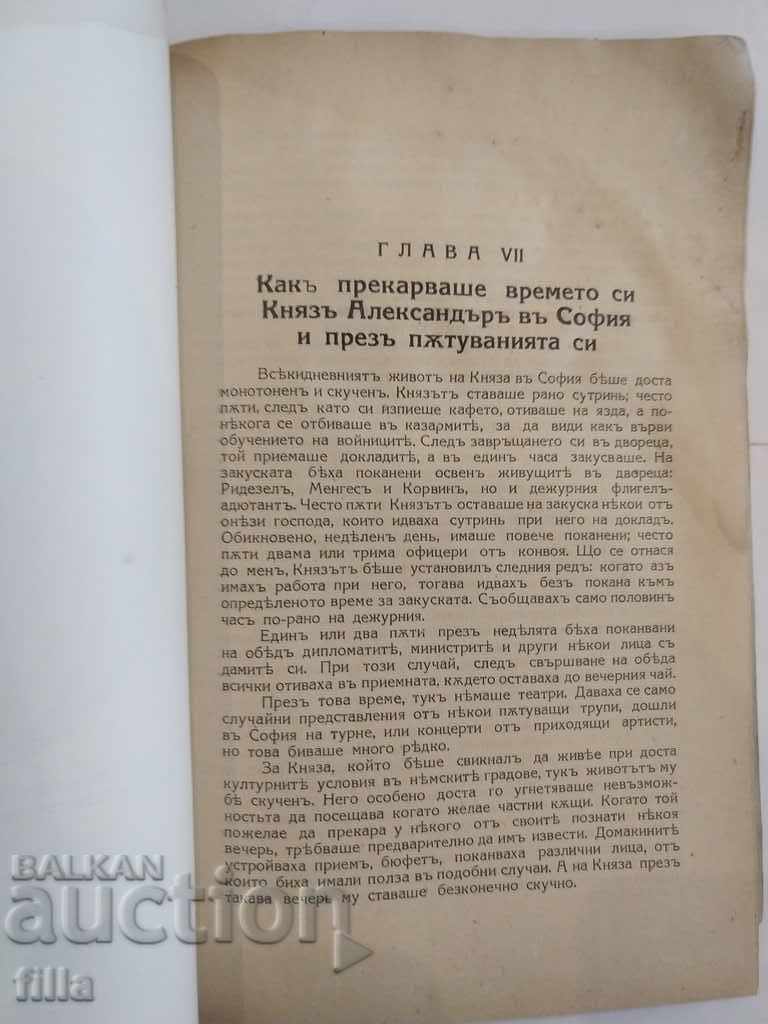 ГЛАВА VII
Какъ прекарваше времето си
Князъ Александъръ въ София
и презъ пѫтуванията си
Всѣкидневниятъ животъ на Княза въ София бѣше доста
монотоненъ и скученъ. Князътъ ставаше рано сутринь; често
пѫти, следъ като си изпиеше кафето, отиваше на язда, а по-
нѣкога се отбиваше въ казармитѣ, за да види какъ върви
обучението на войницитѣ. Следъ завръщането си въ двореца,
той приемаше докладитѣ, а въ единъ часа закусваше. На
закуската бѣха поканени освенъ живущитѣ въ двореца:
Ридезелъ, Менгесъ и Корвинъ, но и дежурния флигелъ-
адютантъ. Често пѫти Князътъ оставаше на закуска нѣкои отъ
онѣзи господа, които идваха сутринь при него на докладъ.
Обикновено, недѣленъ день, имаше повече поканени; често
пѫти двама или трима офицери отъ конвоя. Що се отнася
до менъ, Князътъ бѣше установилъ следния редъ: когато азъ
имахъ работа при него, тогава идвахъ безъ покана къмъ
опредѣленото време за закуската. Съобщавахъ само половинъ
часъ по-рано на дежурния.
Единъ или два пѫти презъ недѣлята бѣха поканвани
на обѣдъ дипломатитѣ, министритѣ и други нѣкои лица съ
дамитѣ си. При този случай, следъ свършване на обѣда
всички отиваха въ приемната, кѫдето оставаха до вечерния чай.
Презъ това време, тукъ нѣмаше театри. Даваха се само
случайни представления отъ нѣкои пѫтуващи трупи, дошли
въ София на турне, или концерти отъ приходящи артисти,
но това биваше много рѣдко.
За Княза, който бѣше свикналъ да живѣе при доста
културнитѣ условия въ нѣмскитѣ градове, тукъ животътъ му
бѣ скученъ. Него особено доста го угнетяваше невъзмож-
ностьта да посещава когато желае частни кѫщи. Когато той
пожелае да прекара у нѣкого отъ своитѣ познати нѣкоя
вечерь, трѣбваше предварително да имъ извести. Домакинитѣ
устройваха приемъ, бюфетъ, поканваха различни лица, отъ
които биха имали полза въ подобни случаи. А на Княза презъ
такава вечерь му ставаше безконечно скучно.
BALKAN
auction
filla